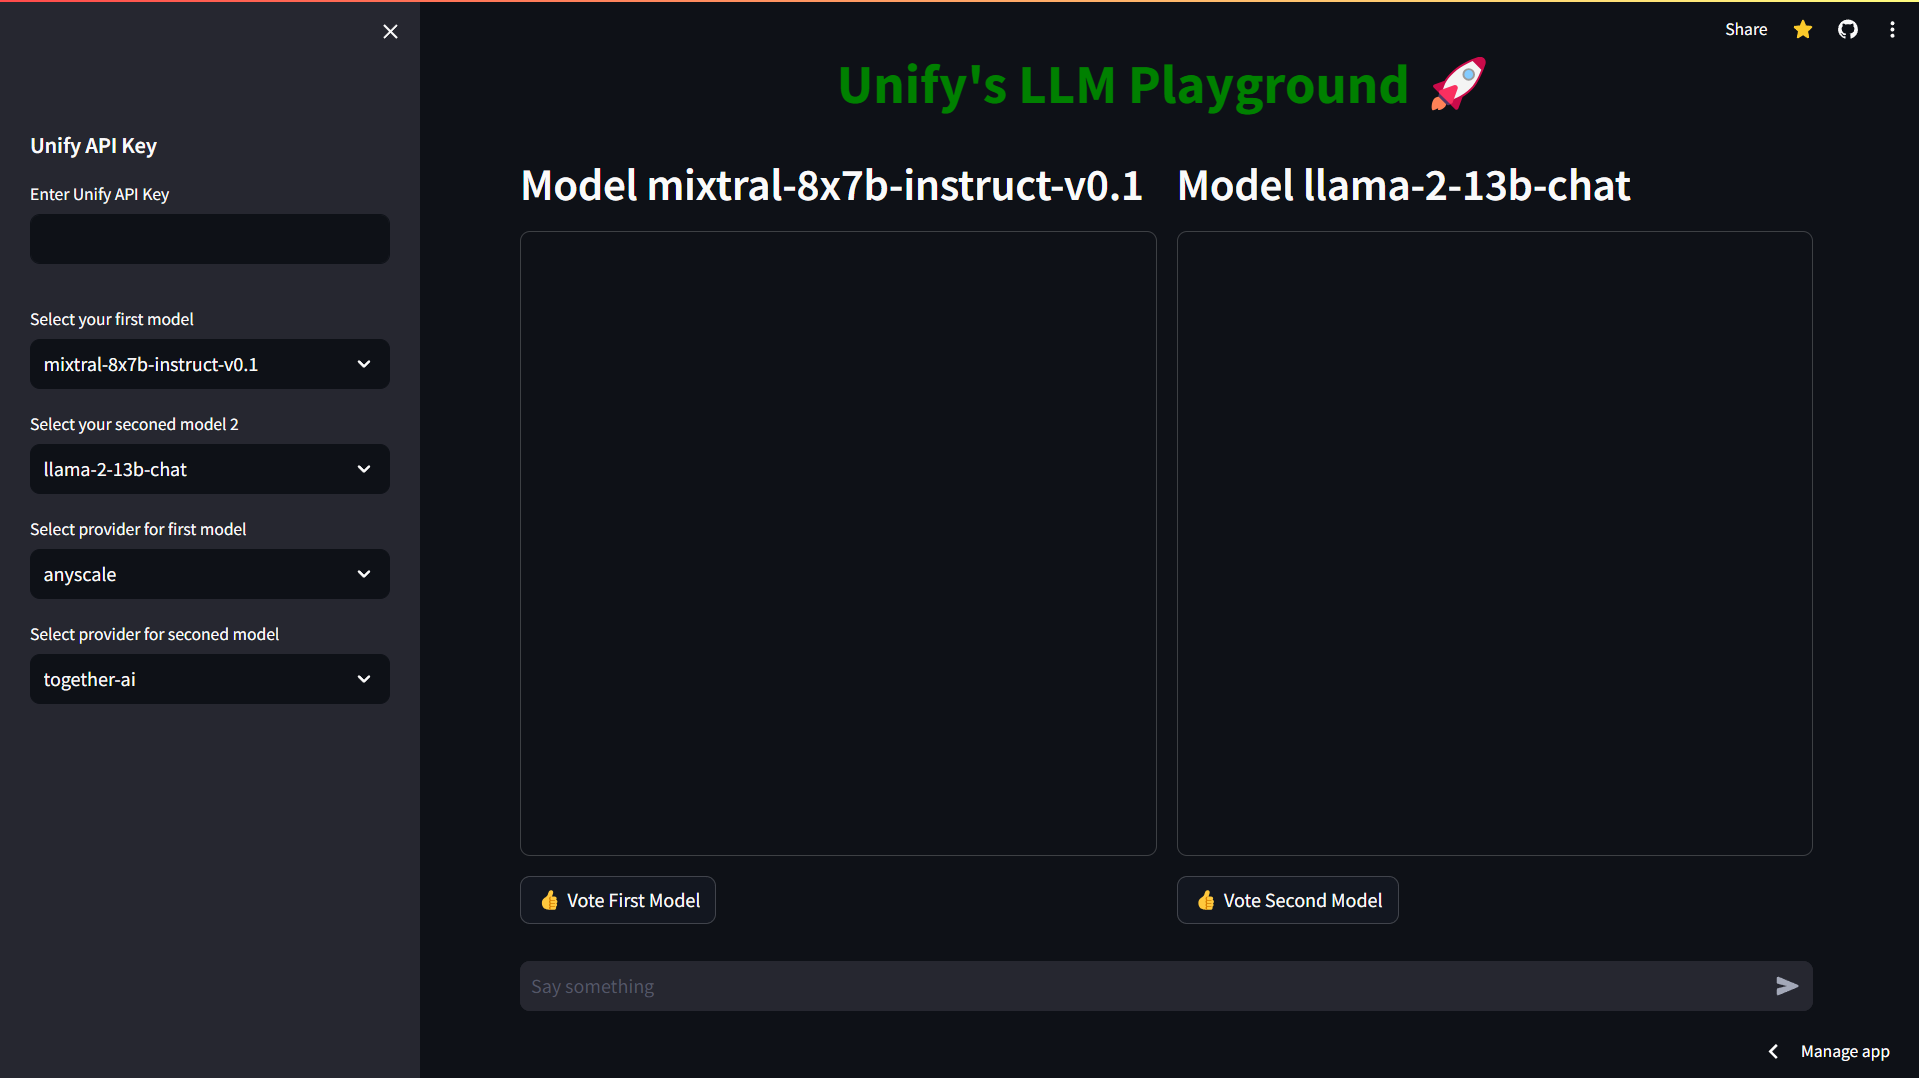 Share
Unify's LLM Playground 🚀
Unify API Key
Enter Unify API Key
Select your first model
mixtral-8x7b-instruct-v0.1
Select your seconed model 2
llama-2-13b-chat
Select provider for first model
anyscale
Select provider for seconed model
together-ai
Model mixtral-8x7b-instruct-v0.1
Model llama-2-13b-chat
👍 Vote First Model
👍 Vote Second Model
Say something
Manage app